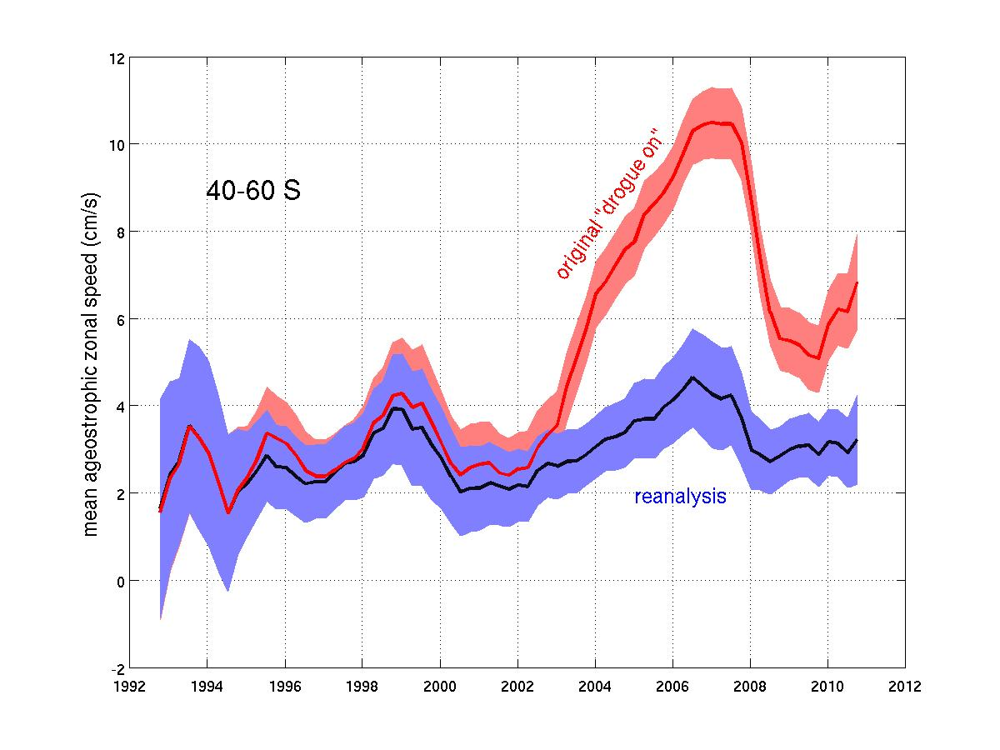 12
10
8
6
4
2
0
-2
mean ageostrophic zonal speed (cm/s)
40-60 S
original "drogue on"
reanalysis
1992 1994 1996 1998 2000 2002 2004 2006 2008 2010 2012